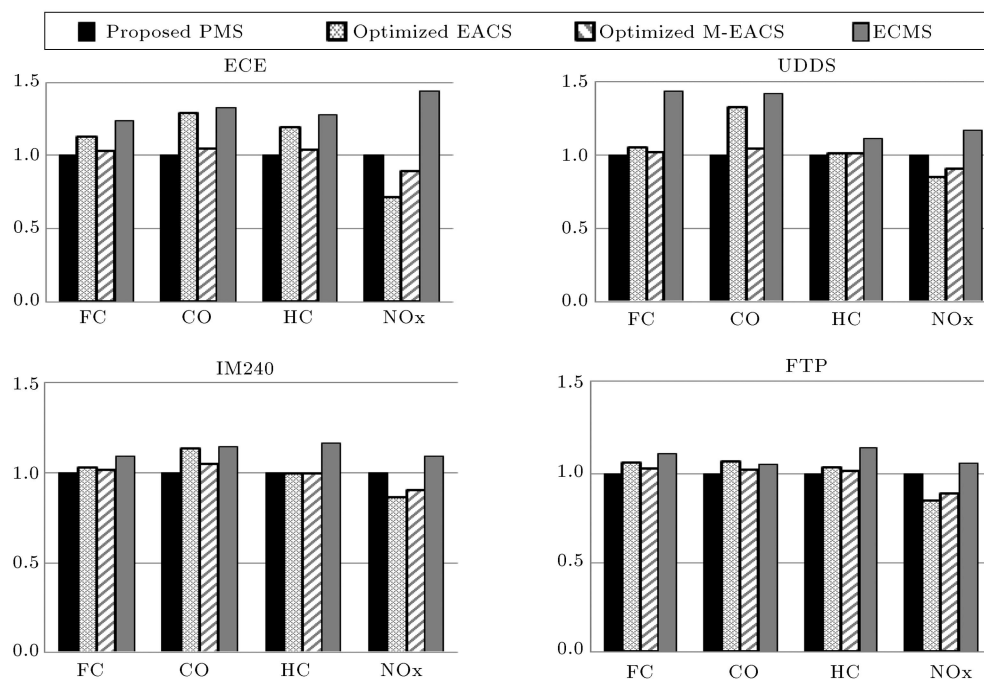 Proposed PMS Optimized EACS Optimized M-EACS ECMS
ECE
1.5
1.0
0.5
0.0
FC CO HC NOx
UDDS
1.5
1.0
0.5
0.0
FC CO HC NOx
IM240
1.5
1.0
0.5
0.0
FC CO HC NOx
FTP
1.5
1.0
0.5
0.0
FC CO HC NOx